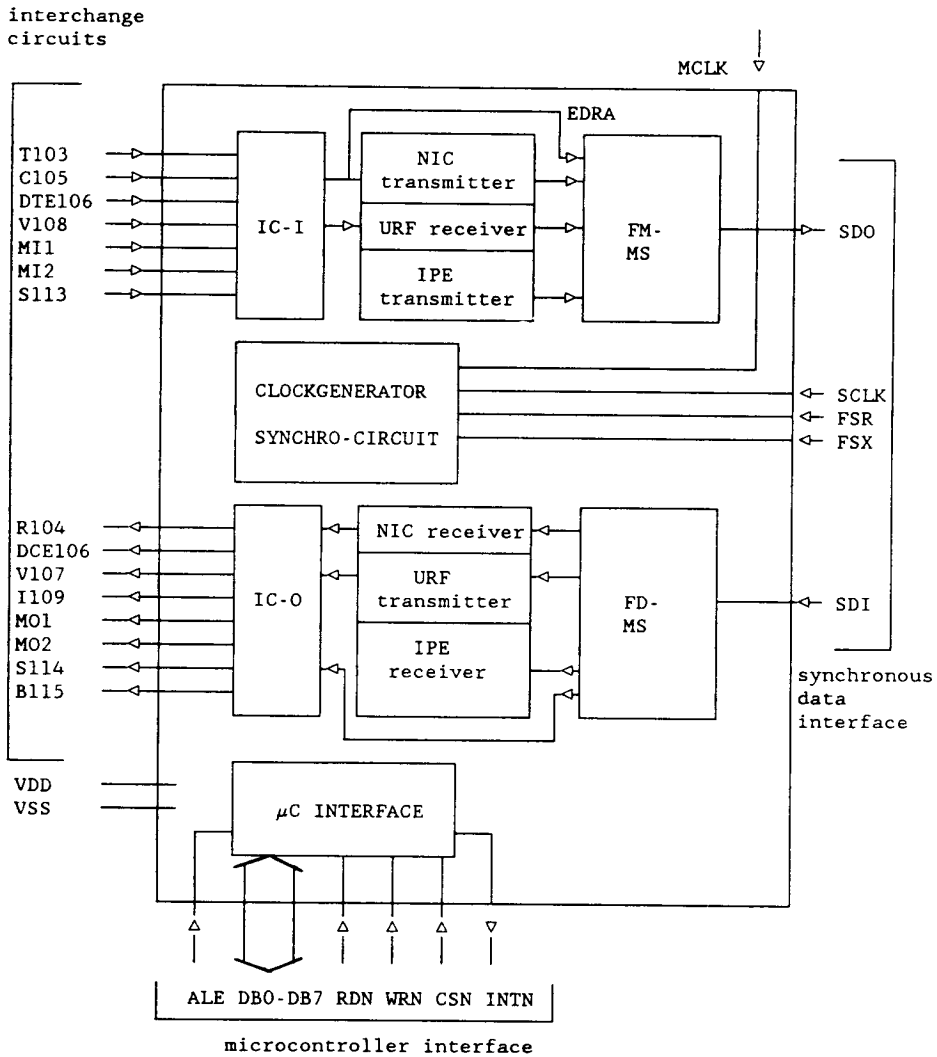 interchange
circuits
MCLK
EDRA
T103
C105
DTE106
V108
MI1
MI2
S113
IC-I
NIC
transmitter
URF receiver
IPE
transmitter
FM-
MS
SDO
CLOCKGENERATOR
SYNCHRO-CIRCUIT
SCLK
FSR
FSX
R104
DCE106
V107
I109
MO1
MO2
S114
B115
IC-O
NIC receiver
URF
transmitter
IPE
receiver
FD-
MS
SDI
synchronous
data
interface
VDD
VSS
μC INTERFACE
ALE DB0-DB7 RDN WRN CSN INTN
microcontroller interface